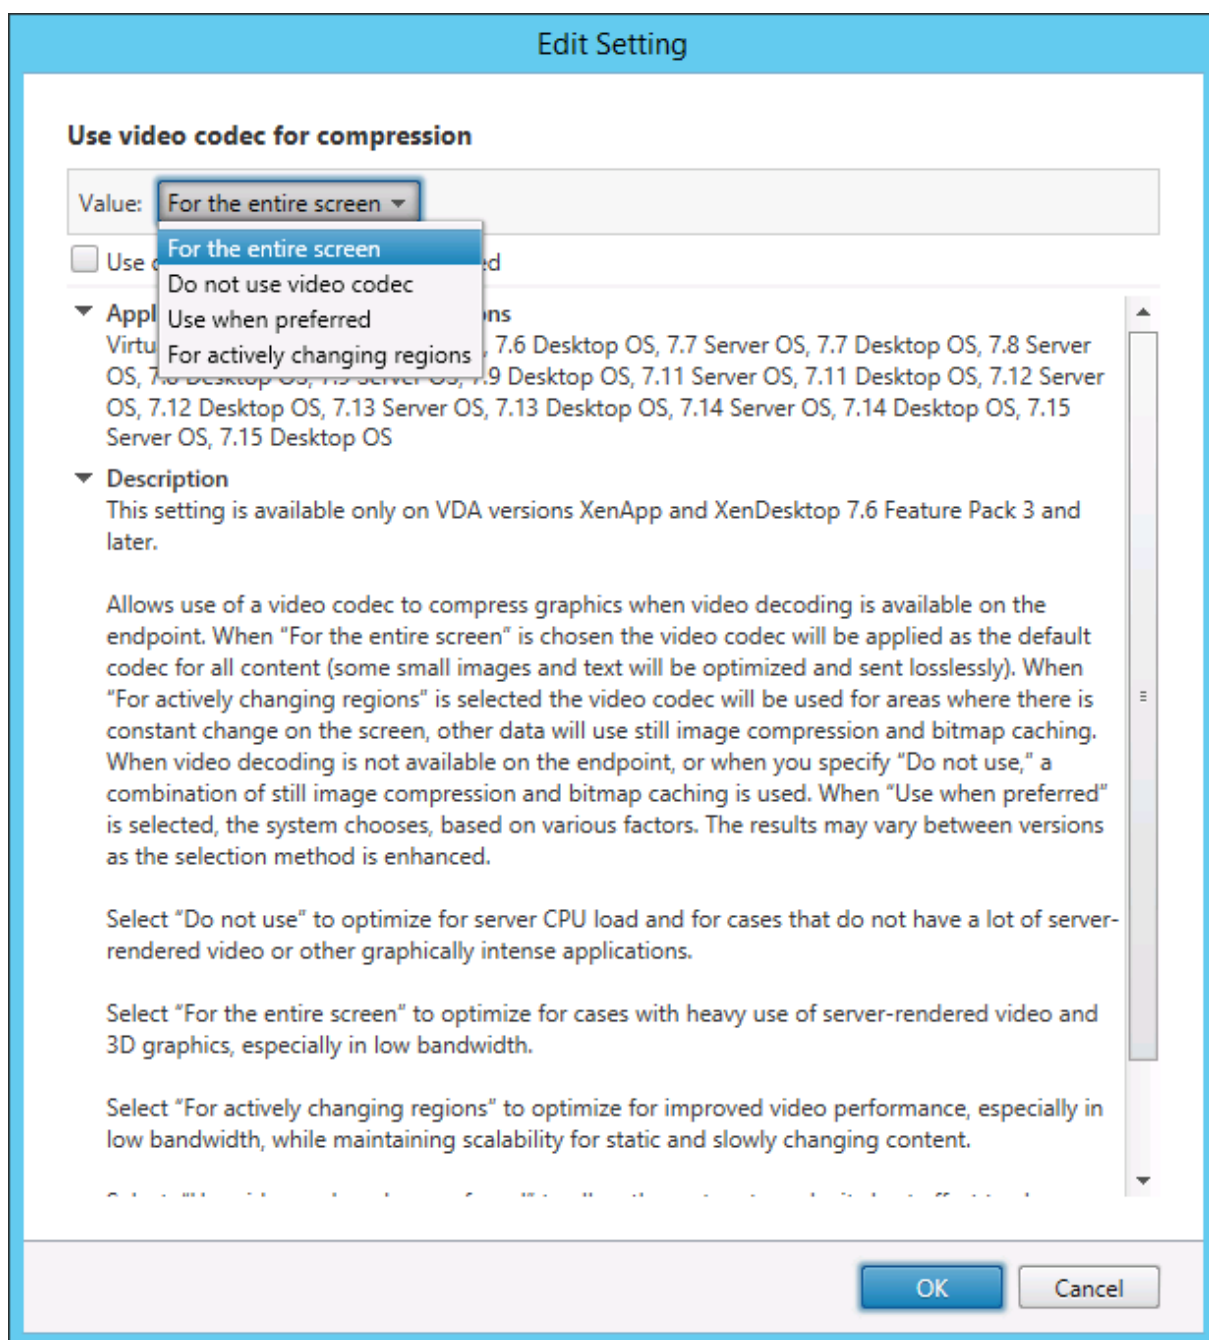 Edit Setting
Use video codec for compression
Value: For the entire screen
For the entire screen
Use ed
Do not use video codec
Appl ns
Use when preferred
Virtu , 7.6 Desktop OS, 7.7 Server OS, 7.7 Desktop OS, 7.8 Server
For actively changing regions
OS, 7.8 Desktop OS, 7.9 Server OS, 7.9 Desktop OS, 7.11 Server OS, 7.11 Desktop OS, 7.12 Server
OS, 7.12 Desktop OS, 7.13 Server OS, 7.13 Desktop OS, 7.14 Server OS, 7.14 Desktop OS, 7.15
Server OS, 7.15 Desktop OS
Description
This setting is available only on VDA versions XenApp and XenDesktop 7.6 Feature Pack 3 and
later.
Allows use of a video codec to compress graphics when video decoding is available on the
endpoint. When “For the entire screen” is chosen the video codec will be applied as the default
codec for all content (some small images and text will be optimized and sent losslessly). When
“For actively changing regions” is selected the video codec will be used for areas where there is
constant change on the screen, other data will use still image compression and bitmap caching.
When video decoding is not available on the endpoint, or when you specify “Do not use,” a
combination of still image compression and bitmap caching is used. When “Use when preferred”
is selected, the system chooses, based on various factors. The results may vary between versions
as the selection method is enhanced.
Select “Do not use” to optimize for server CPU load and for cases that do not have a lot of server-
rendered video or other graphically intense applications.
Select “For the entire screen” to optimize for cases with heavy use of server-rendered video and
3D graphics, especially in low bandwidth.
Select “For actively changing regions” to optimize for improved video performance, especially in
low bandwidth, while maintaining scalability for static and slowly changing content.
OK Cancel